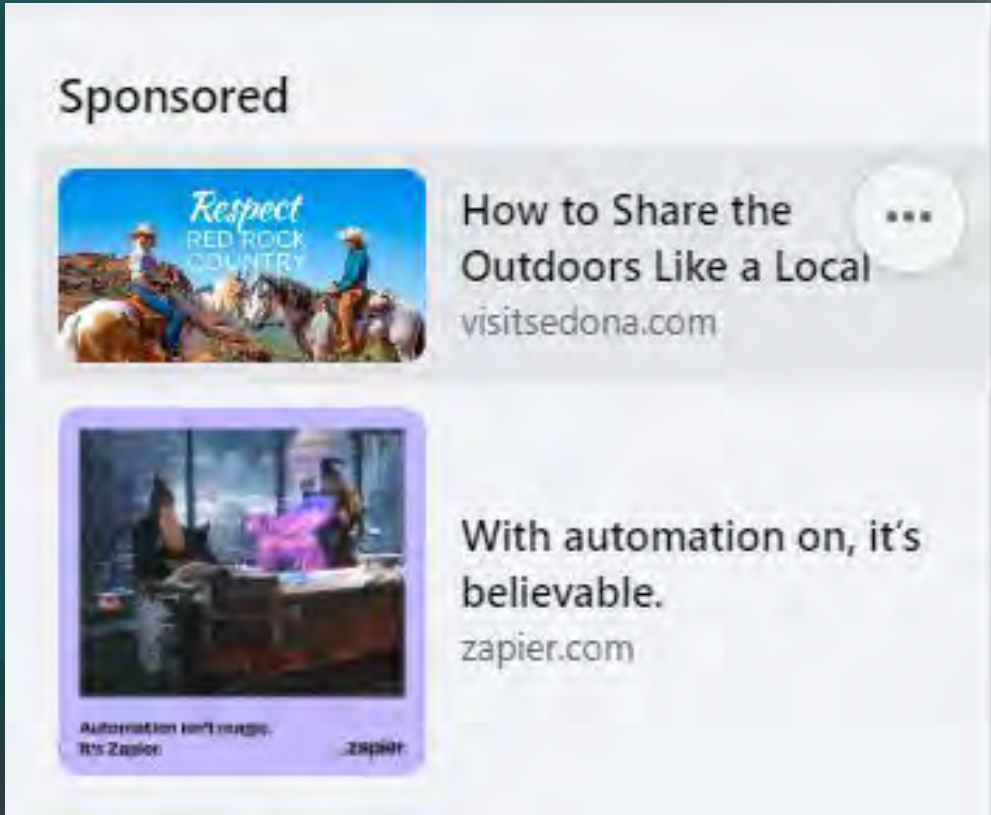 Sponsored
Respect
RED ROCK
COUNTRY
How to Share the
Outdoors Like a Local
visitsedona.com
With automation on, it's
believable.
zapier.com
Automation isn't magic.
It's Zapier.
_zapier